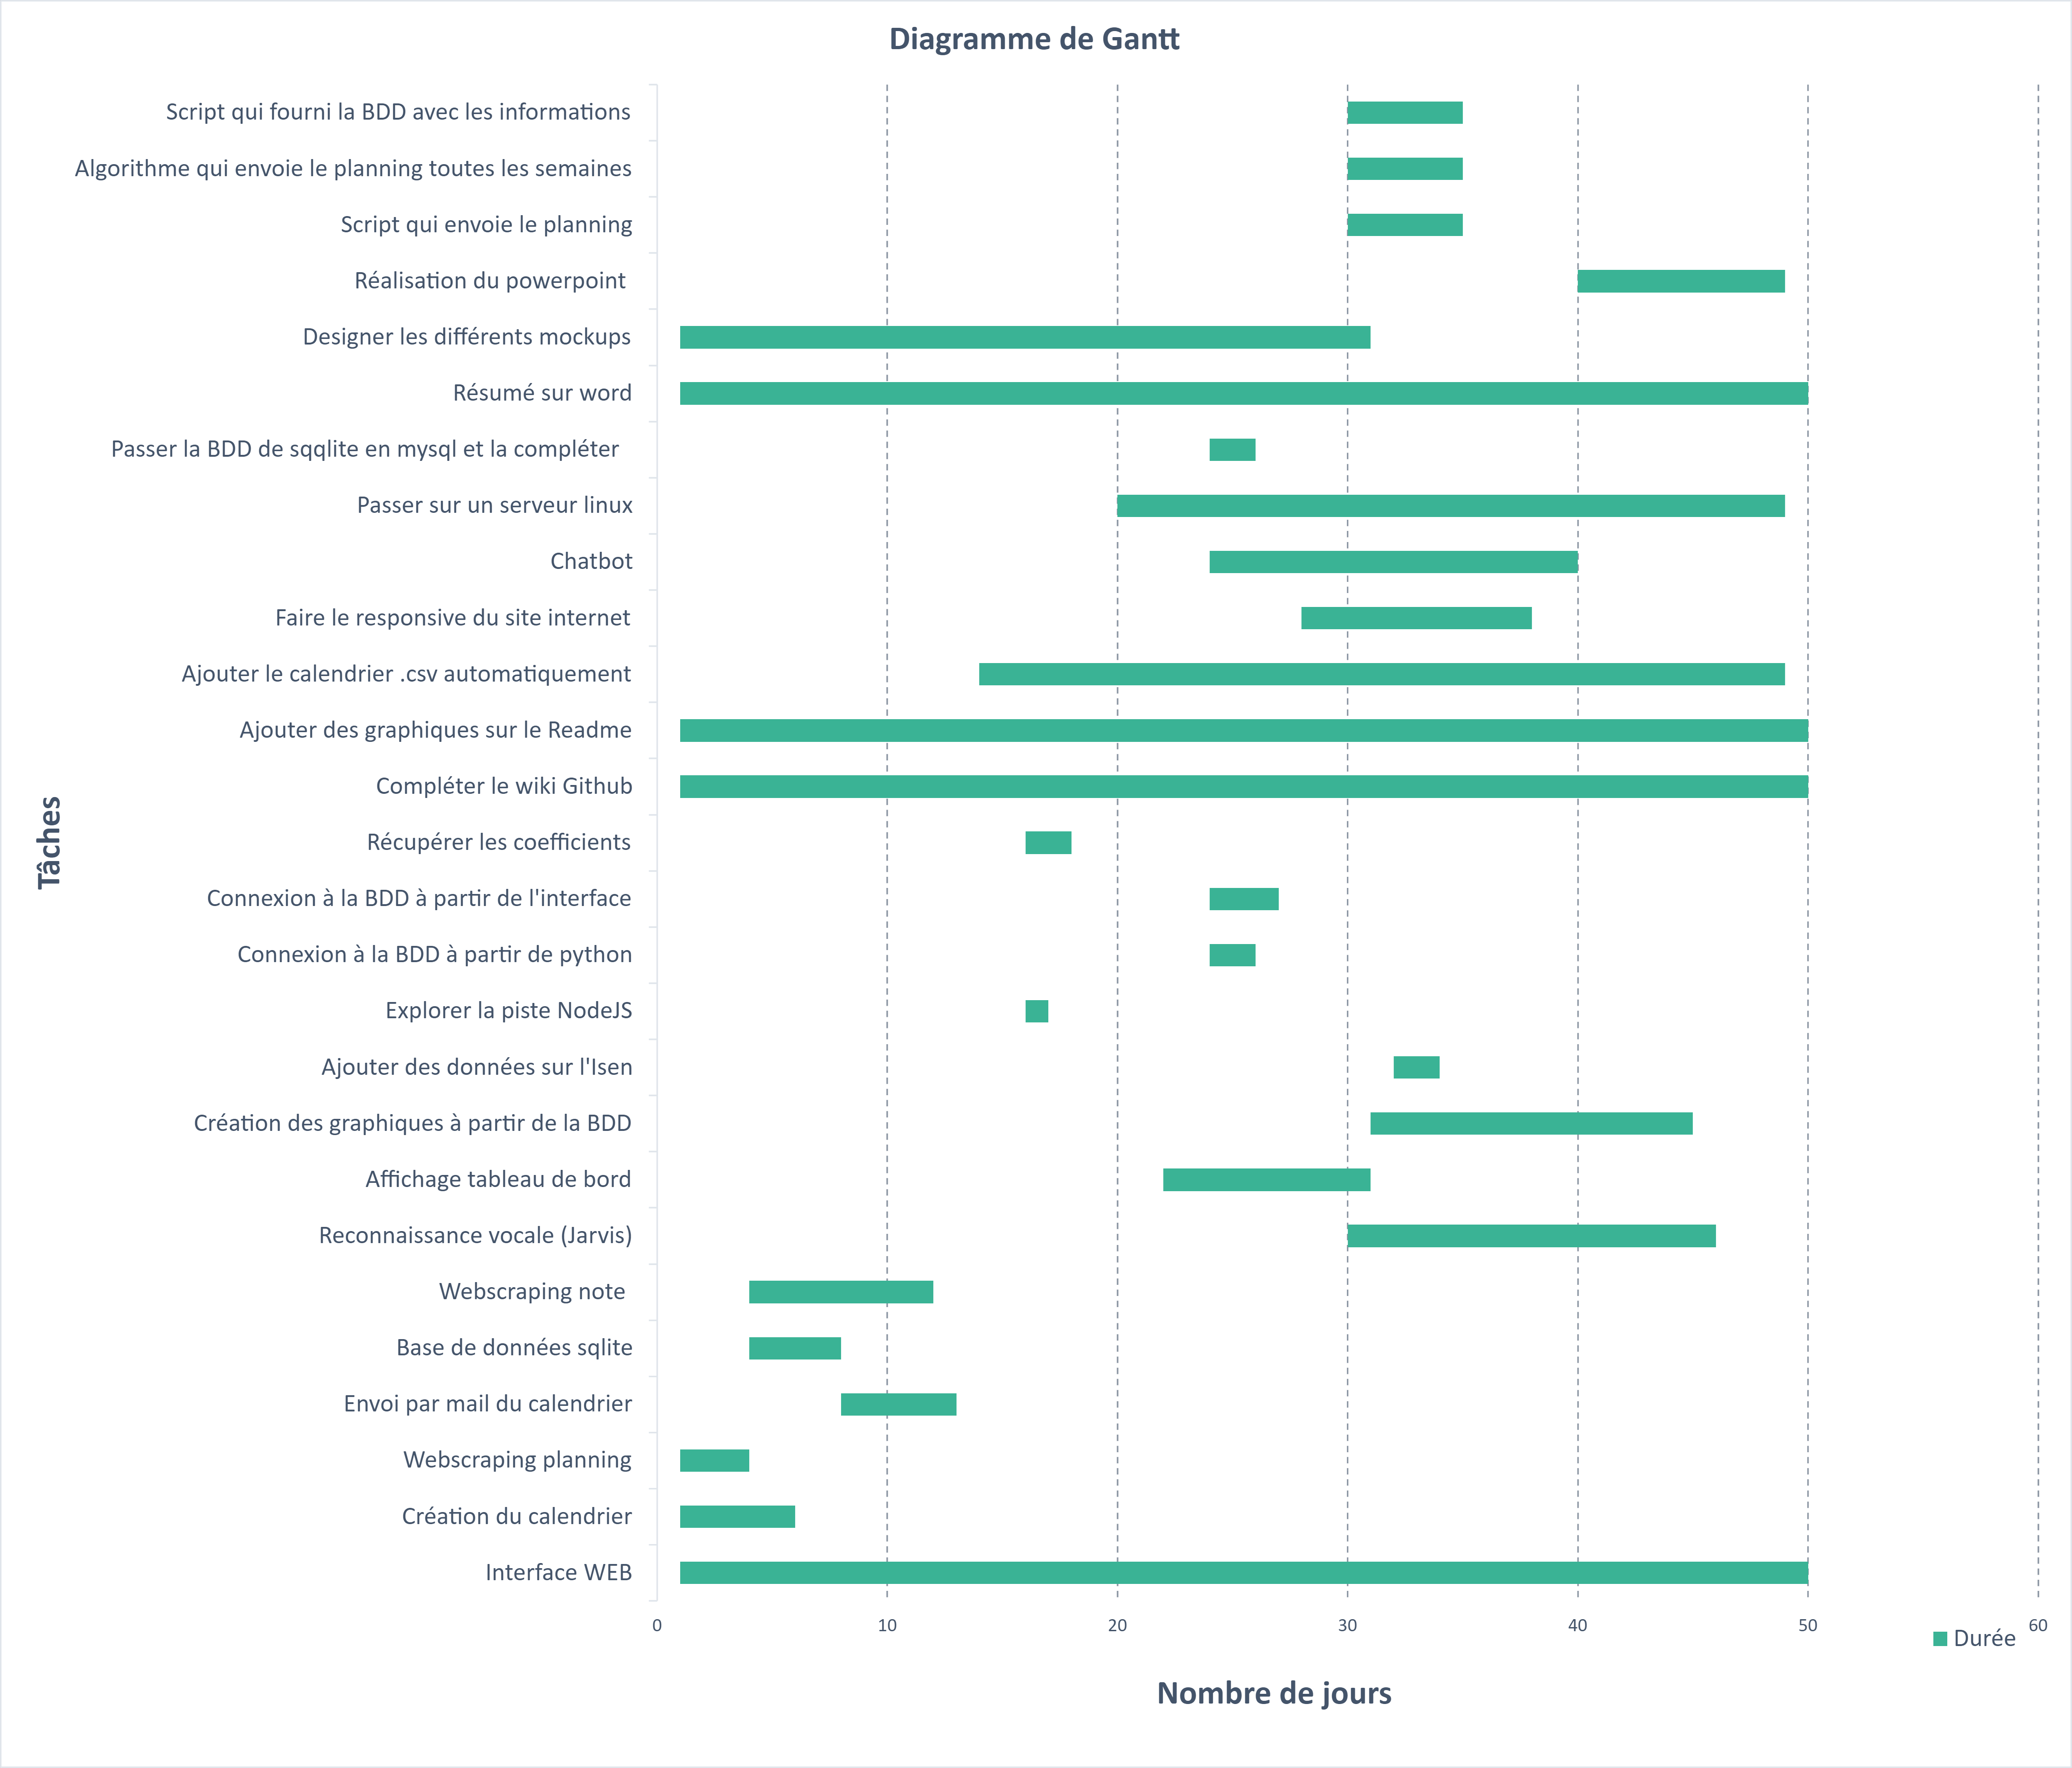 Diagramme de Gantt
Script qui fourni la BDD avec les informations
Algorithme qui envoie le planning toutes les semaines
Script qui envoie le planning
Réalisation du powerpoint
Designer les différents mockups
Résumé sur word
Passer la BDD de sqqlite en mysql et la compléter
Passer sur un serveur linux
Chatbot
Faire le responsive du site internet
Ajouter le calendrier .csv automatiquement
Ajouter des graphiques sur le Readme
Compléter le wiki Github
Récupérer les coefficients
Connexion à la BDD à partir de l'interface
Connexion à la BDD à partir de python
Explorer la piste NodeJS
Ajouter des données sur l'Isen
Création des graphiques à partir de la BDD
Affichage tableau de bord
Reconnaissance vocale (Jarvis)
Webscraping note
Base de données sqlite
Envoi par mail du calendrier
Webscraping planning
Création du calendrier
Interface WEB
Tâches
0 10 20 30 40 50 60
Durée
Nombre de jours